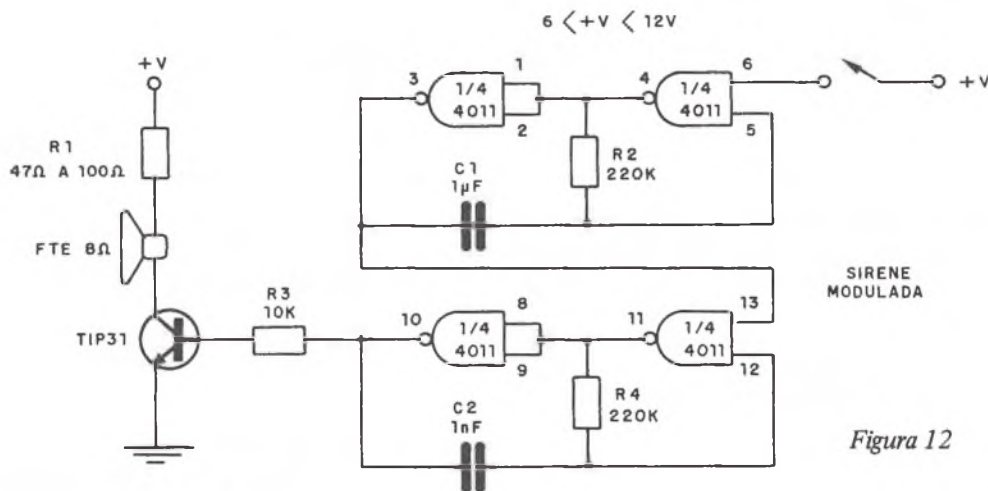 6 < +V < 12V
+V
R1
47Ω A 100Ω
FTE 8Ω
TIP31
R3
10K
3
1/4
4011
1
2
4
1/4
4011
6
5
+V
R2
220K
C1
1µF
SIRENE
MODULADA
10
1/4
4011
8
9
11
1/4
4011
13
12
R4
220K
C2
1nF
Figura 12